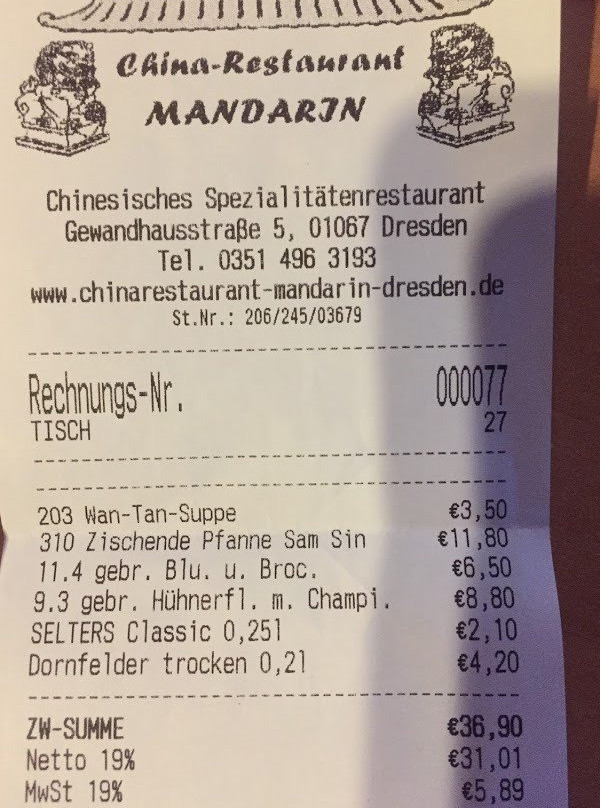 China-Restaurant
MANDARIN
Chinesisches Spezialitätenrestaurant
Gewandhausstraße 5, 01067 Dresden
Tel. 0351 496 3193
www.chinarestaurant-mandarin-dresden.de
St.Nr.: 206/245/03679
Rechnungs-Nr. 000077
TISCH 27
203 Wan-Tan-Suppe €3,50
310 Zischende Pfanne Sam Sin €11,80
11.4 gebr. Blu. u. Broc. €6,50
9.3 gebr. Hühnerfl. m. Champi. €8,80
SELTERS Classic 0,25l €2,10
Dornfelder trocken 0,2l €4,20
ZW-SUMME €36,90
Netto 19% €31,01
MwSt 19% €5,89